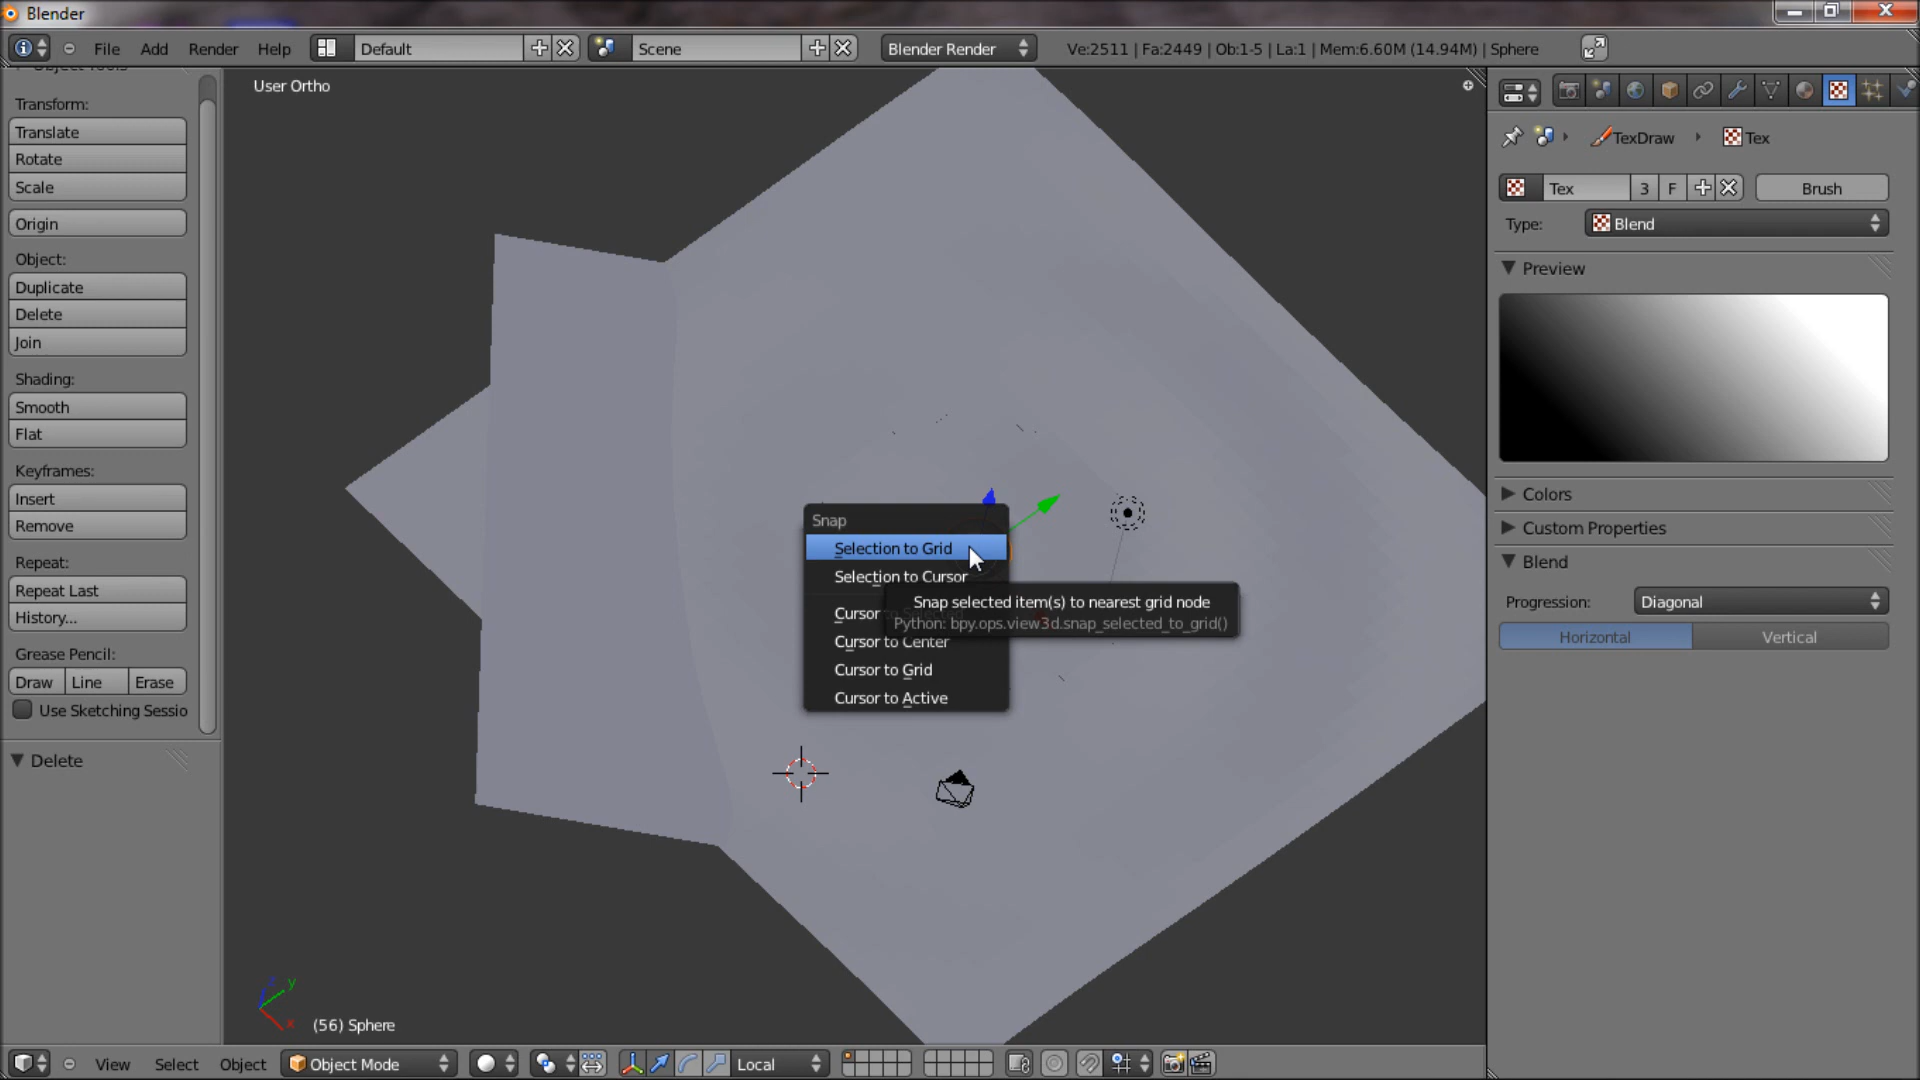 Blender
File Add Render Help Default Scene Blender Render Ve:2511 | Fa:2449 | Ob:1-5 | La:1 | Mem:6.60M (14.94M) | Sphere
Object Tools
Transform:
Translate
Rotate
Scale
Origin
Object:
Duplicate
Delete
Join
Shading:
Smooth
Flat
Keyframes:
Insert
Remove
Repeat:
Repeat Last
History...
Grease Pencil:
Draw Line Erase
Use Sketching Sessio
Delete
User Ortho
Snap
Selection to Grid
Selection to Cursor
Cursor to Selected
Cursor to Center
Cursor to Grid
Cursor to Active
Snap selected item(s) to nearest grid node
Python: bpy.ops.view3d.snap_selected_to_grid()
z y x
(56) Sphere
View Select Object Object Mode Local
TexDraw Tex
Tex 3 F Brush
Type: Blend
Preview
Colors
Custom Properties
Blend
Progression: Diagonal
Horizontal Vertical